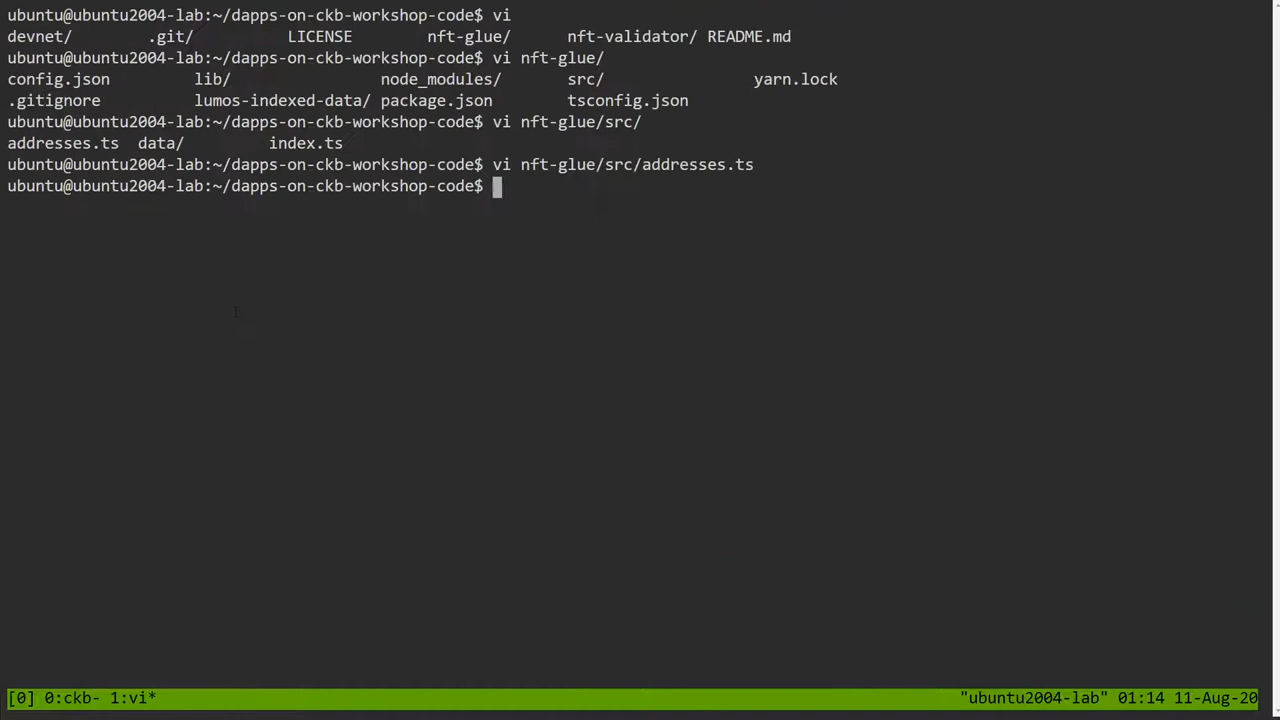 ubuntu@ubuntu2004-lab:~/dapps-on-ckb-workshop-code$ vi
devnet/ .git/ LICENSE nft-glue/ nft-validator/ README.md
ubuntu@ubuntu2004-lab:~/dapps-on-ckb-workshop-code$ vi nft-glue/
config.json lib/ node_modules/ src/ yarn.lock
.gitignore lumos-indexed-data/ package.json tsconfig.json
ubuntu@ubuntu2004-lab:~/dapps-on-ckb-workshop-code$ vi nft-glue/src/
addresses.ts data/ index.ts
ubuntu@ubuntu2004-lab:~/dapps-on-ckb-workshop-code$ vi nft-glue/src/addresses.ts
ubuntu@ubuntu2004-lab:~/dapps-on-ckb-workshop-code$
[0] 0:ckb- 1:vi* "ubuntu2004-lab" 01:14 11-Aug-20